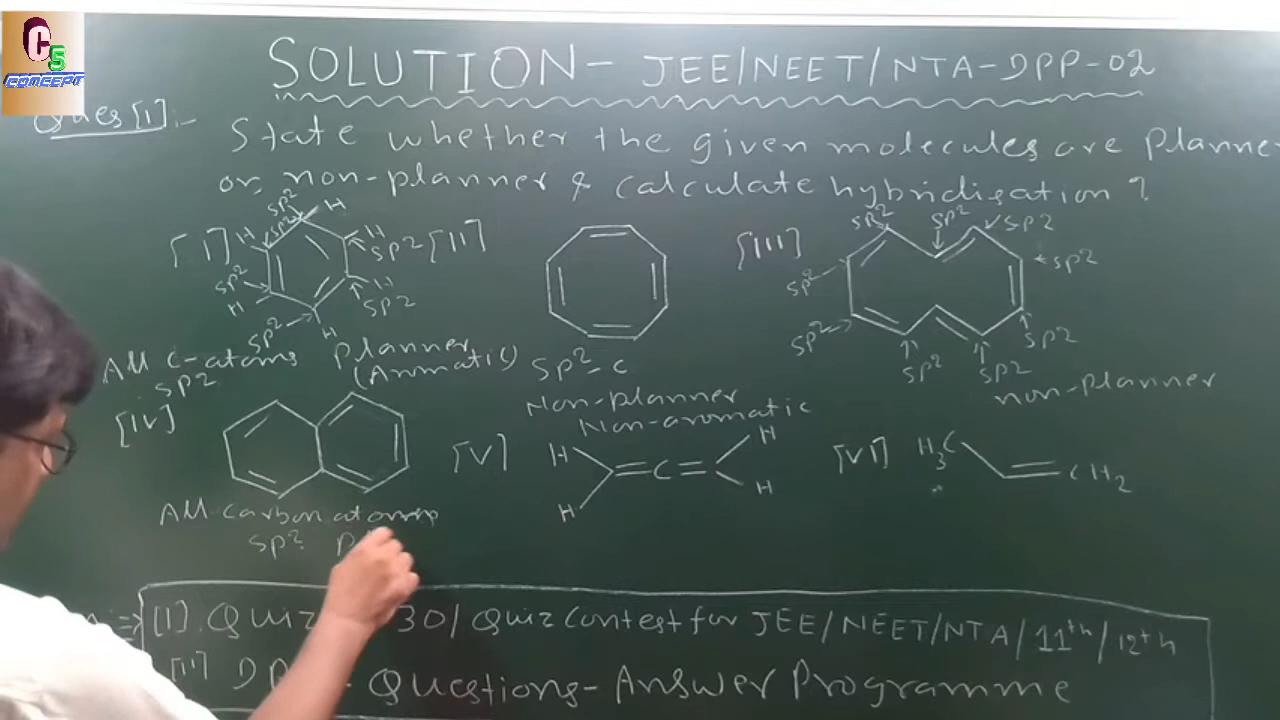 CS
CONCEPT
SOLUTION - JEE/NEET/NTA-DPP-02
Ques [I] :-
State whether the given molecules are planne
or, non-planner & calculate hybridisation ?
[I] H sp2 sp2 H H sp2 H sp2 H sp2 H sp2
[II]
[III] sp2 sp2 sp2 sp2 sp2 sp2 sp2 sp2 sp2
All C-atoms sp2
Planner (Aromatic)
sp2-C
Non-planner
Non-aromatic
non-planner
[IV]
[V] H H C H H
[VI] H3C CH2
All carbon atoms
sp2 P
[I]. Quiz 30/Quiz Contest for JEE/NEET/NTA/11th/12th
[II] DP - Questions-Answer Programme